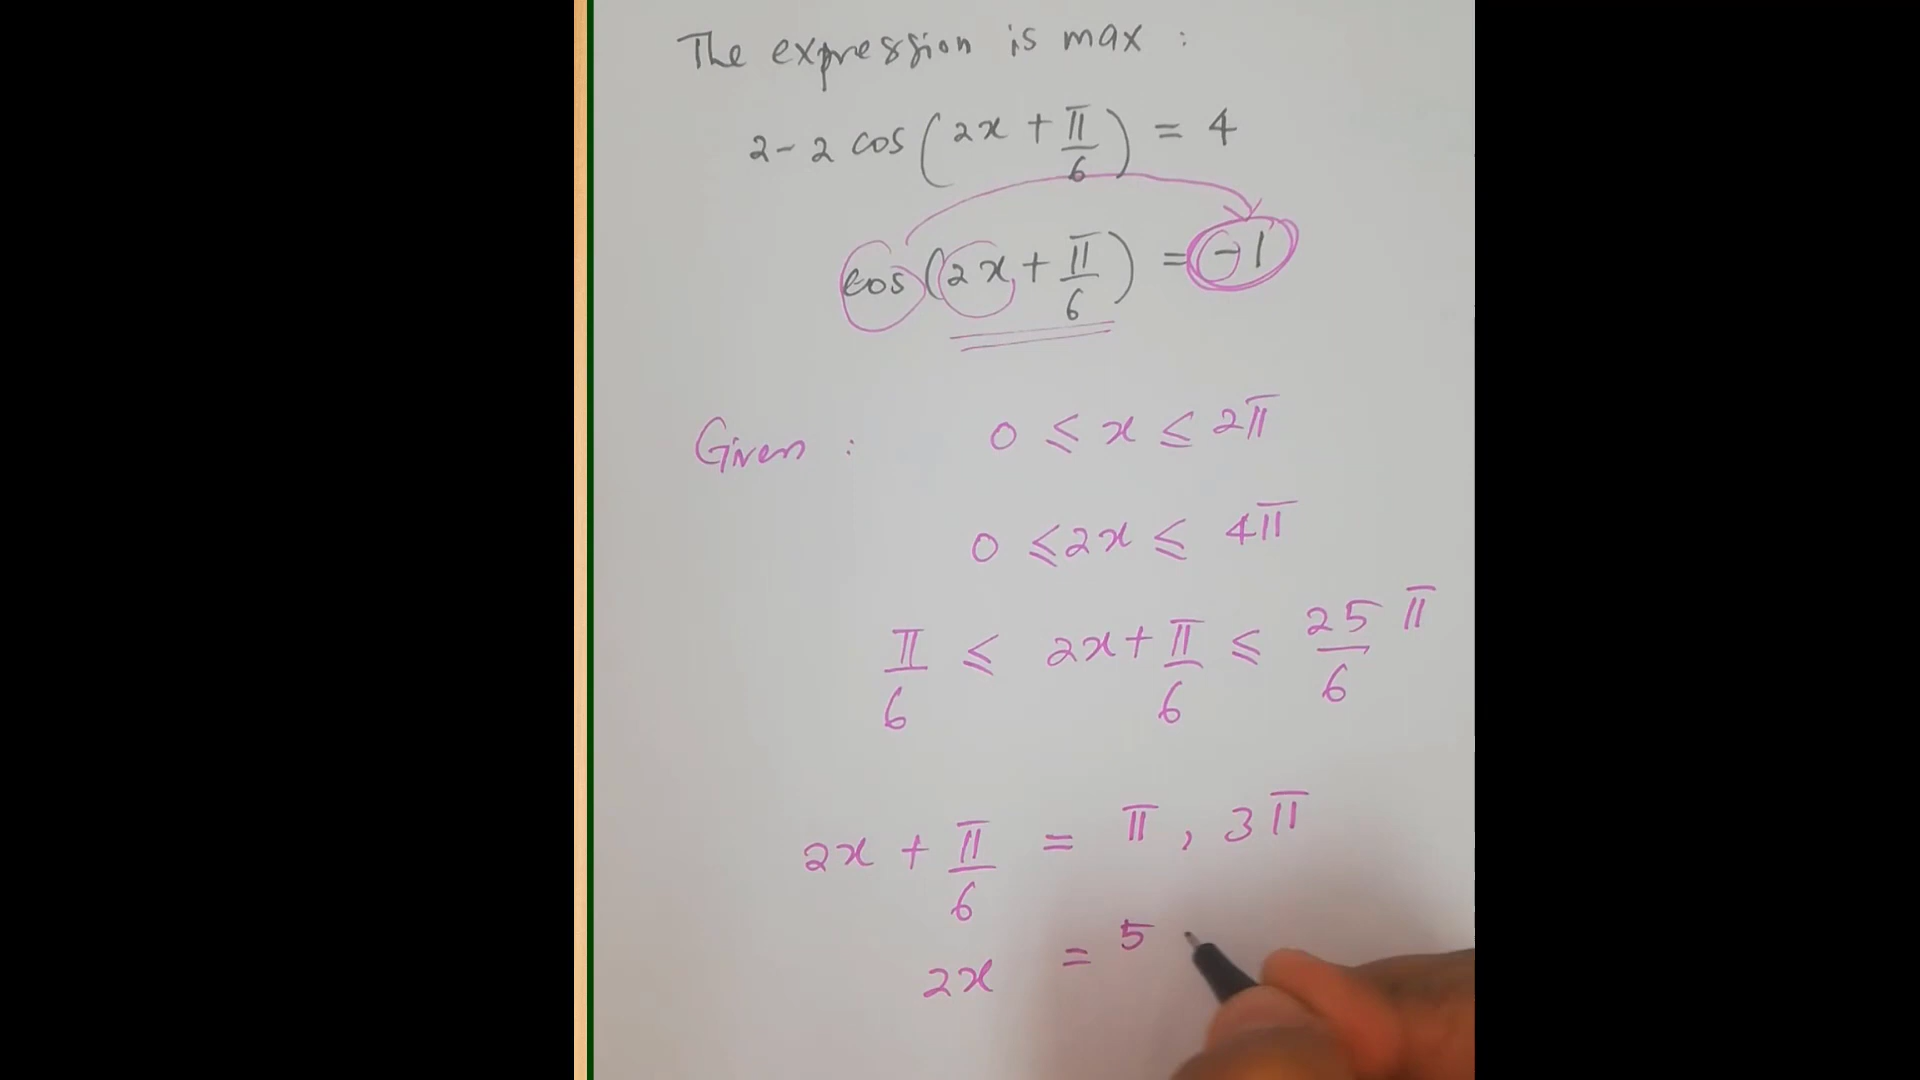 The expression is max :
2 - 2 cos(2x + π/6) = 4
cos(2x + π/6) = -1
Given : 0 ≤ x ≤ 2π
0 ≤ 2x ≤ 4π
π/6 ≤ 2x + π/6 ≤ 25π/6
2x + π/6 = π, 3π
2x = 5